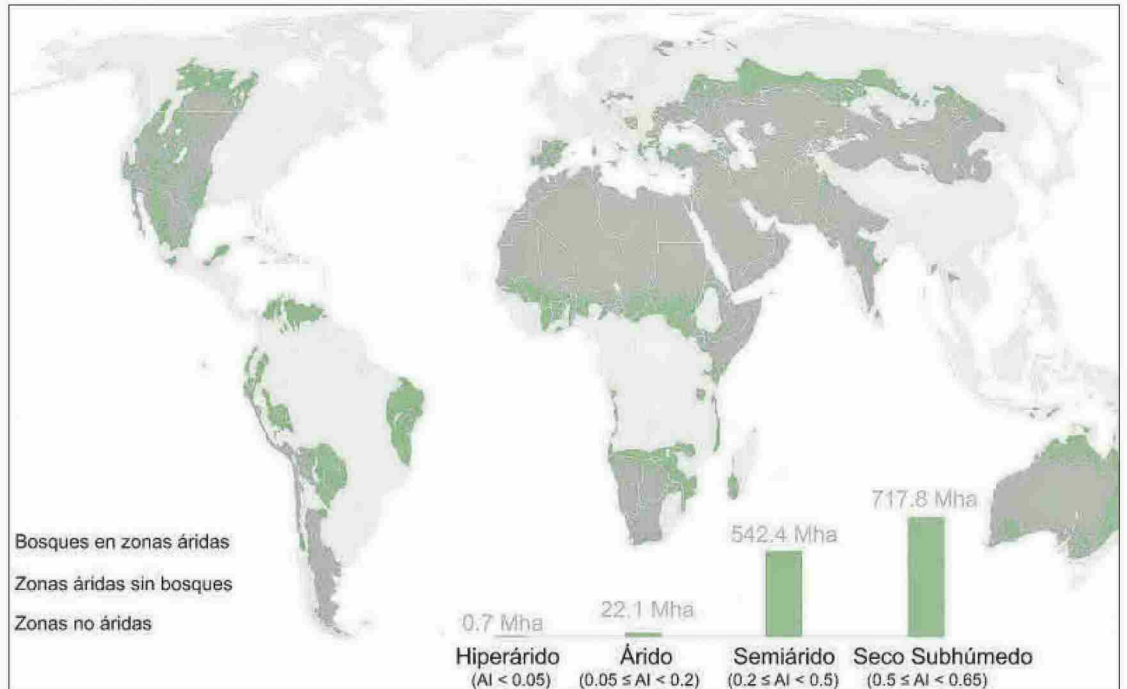 Bosques en zonas áridas
Zonas áridas sin bosques
Zonas no áridas
0.7 Mha
22.1 Mha
542.4 Mha
717.8 Mha
Hiperárido
(AI < 0.05)
Árido
(0.05 ≤ AI < 0.2)
Semiárido
(0.2 ≤ AI < 0.5)
Seco Subhúmedo
(0.5 ≤ AI < 0.65)